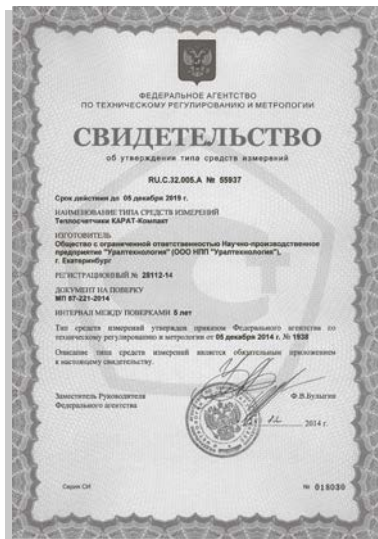 ФЕДЕРАЛЬНОЕ АГЕНТСТВО
ПО ТЕХНИЧЕСКОМУ РЕГУЛИРОВАНИЮ И МЕТРОЛОГИИ
СВИДЕТЕЛЬСТВО
об утверждении типа средств измерений
RU.C.32.005.A № 55937
Срок действия до 05 декабря 2019 г.
НАИМЕНОВАНИЕ ТИПА СРЕДСТВ ИЗМЕРЕНИЙ
Теплосчетчики КАРАТ-Компакт
ИЗГОТОВИТЕЛЬ
Общество с ограниченной ответственностью Научно-производственное
предприятие "Уралтехнология" (ООО НПП "Уралтехнология"),
г. Екатеринбург
РЕГИСТРАЦИОННЫЙ № 28112-14
ДОКУМЕНТ НА ПОВЕРКУ
МП 87-221-2014
ИНТЕРВАЛ МЕЖДУ ПОВЕРКАМИ 5 лет
Тип средств измерений утвержден приказом Федерального агентства по
техническому регулированию и метрологии от 05 декабря 2014 г. № 1938
Описание типа средств измерений является обязательным приложением
к настоящему свидетельству.
Заместитель Руководителя
Федерального агентства
Ф.В.Булыгин
12 2014 г.
Серия СИ
№ 018030